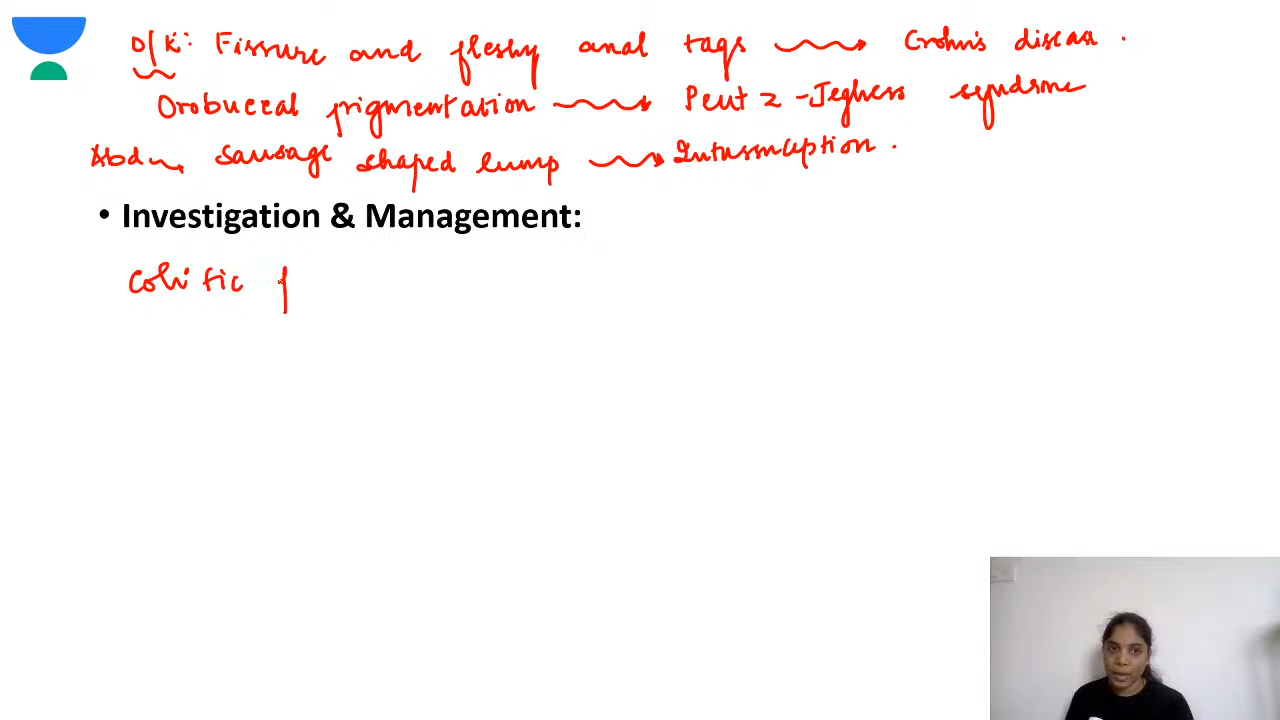 O/E: Fissure and fleshy anal tags → Crohn's disease.
Orobuccal pigmentation → Peutz-Jeghers syndrome
Abd → Sausage shaped lump → Intussusception.
• Investigation & Management:
Colitic